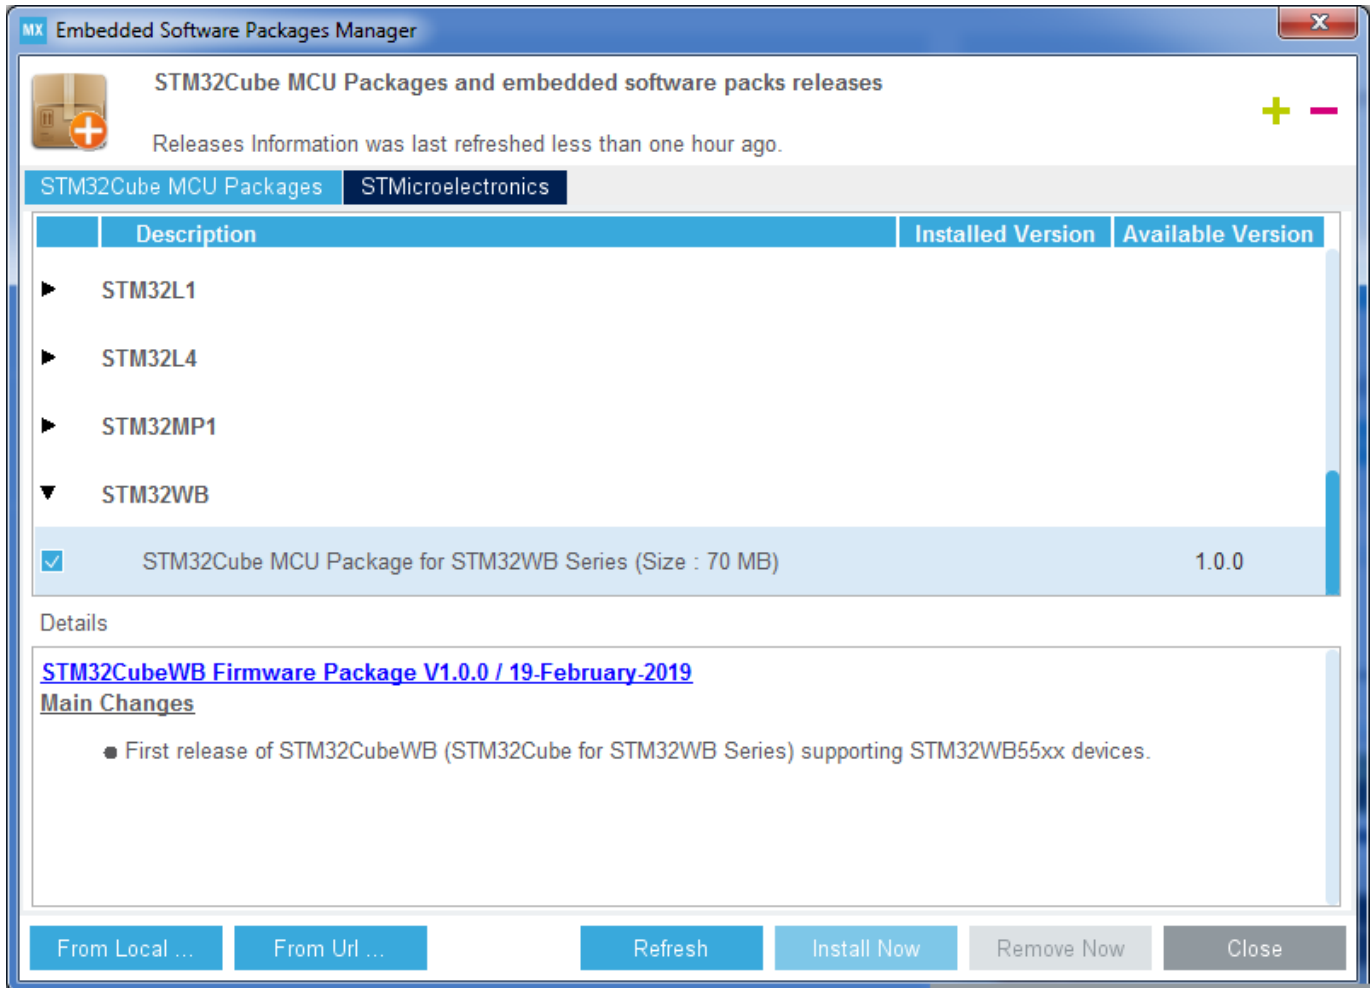 MX Embedded Software Packages Manager
STM32Cube MCU Packages and embedded software packs releases
Releases Information was last refreshed less than one hour ago.
STM32Cube MCU Packages STMicroelectronics
Description Installed Version Available Version
STM32L1
STM32L4
STM32MP1
STM32WB
STM32Cube MCU Package for STM32WB Series (Size : 70 MB) 1.0.0
Details
STM32CubeWB Firmware Package V1.0.0 / 19-February-2019
Main Changes
First release of STM32CubeWB (STM32Cube for STM32WB Series) supporting STM32WB55xx devices.
From Local ... From Url ... Refresh Install Now Remove Now Close